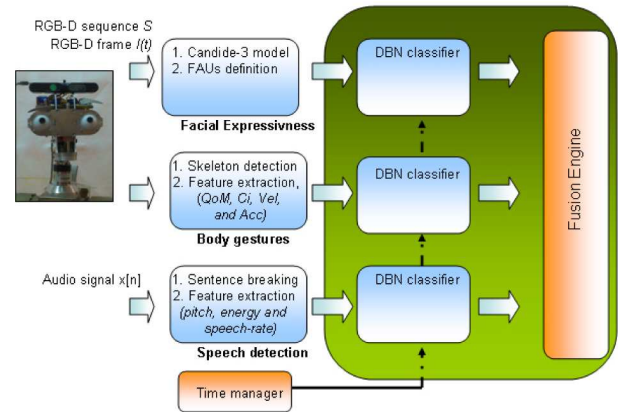 RGB-D sequence S
RGB-D frame I(t)
1. Candide-3 model
2. FAUs definition
Facial Expressivness
DBN classifier
1. Skeleton detection
2. Feature extraction,
(QoM, Ci, Vel,
and Acc)
Body gestures
DBN classifier
Audio signal x[n]
1. Sentence breaking
2. Feature extraction
(pitch, energy and
speech-rate)
Speech detection
DBN classifier
Time manager
Fusion Engine